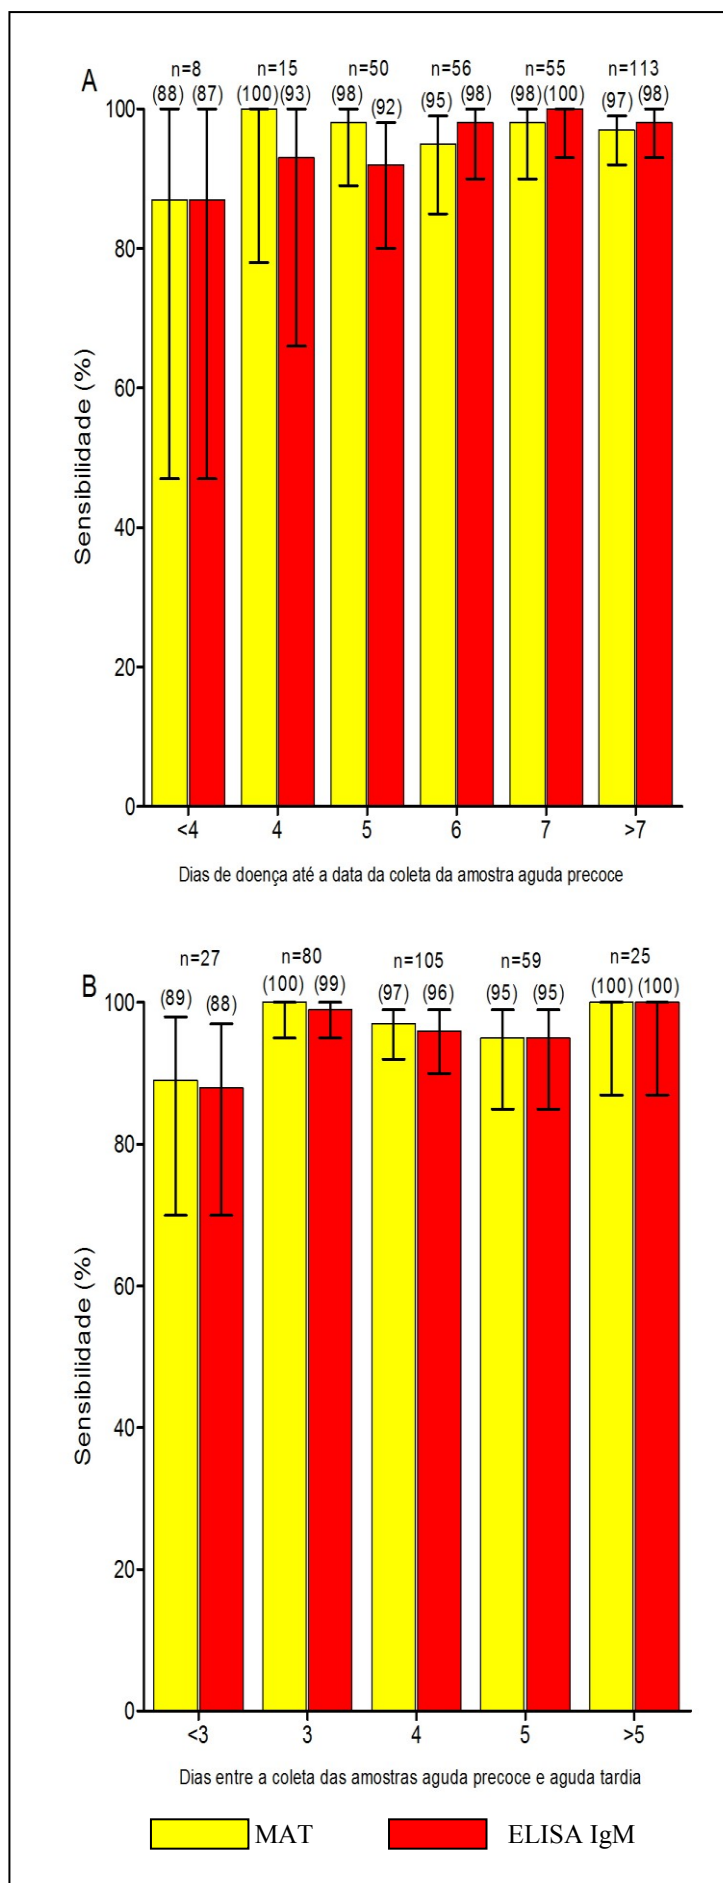 A
n=8 n=15 n=50 n=56 n=55 n=113
(88) (87) (100) (93) (98) (92) (95) (98) (98) (100) (97) (98)
100
80
60
40
20
0
Sensibilidade (%)
<4 4 5 6 7 >7
Dias de doença até a data da coleta da amostra aguda precoce
B
n=27 n=80 n=105 n=59 n=25
(89) (88) (100) (99) (97) (96) (95) (95) (100) (100)
100
80
60
40
20
0
Sensibilidade (%)
<3 3 4 5 >5
Dias entre a coleta das amostras aguda precoce e aguda tardia
MAT ELISA IgM